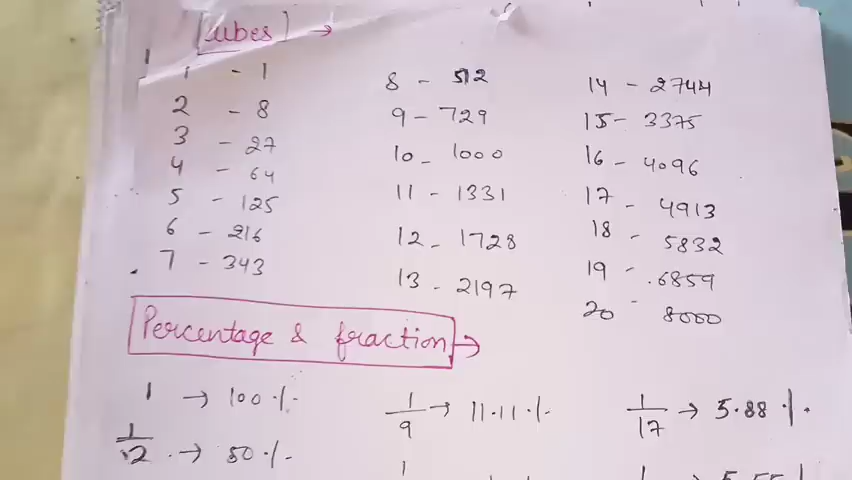 Cubes →
1 - 1
2 - 8
3 - 27
4 - 64
5 - 125
6 - 216
7 - 343
8 - 512
9 - 729
10 - 1000
11 - 1331
12 - 1728
13 - 2197
14 - 2744
15 - 3375
16 - 4096
17 - 4913
18 - 5832
19 - 6859
20 - 8000
Percentage & fraction →
1 → 100 %
1/2 → 50 %
1/9 → 11.11 %
1/17 → 5.88 %